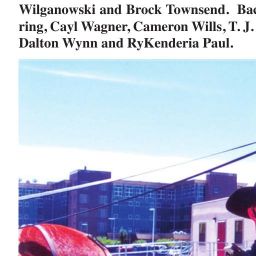 Wilganowski and Brock Townsend. Bac
ring, Cayl Wagner, Cameron Wills, T. J.
Dalton Wynn and RyKenderia Paul.